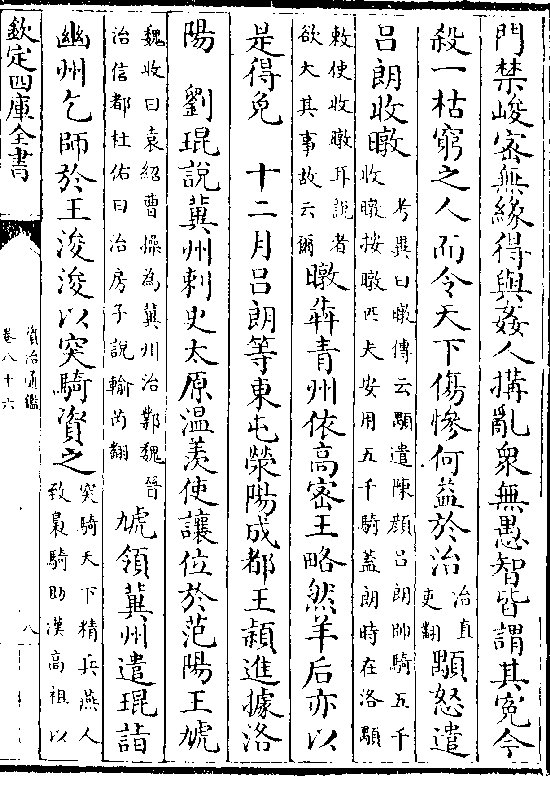 門禁峻密無緣得與姦人搆亂衆無愚智皆謂其寃今
殺一枯窮之人而令天下傷慘何益於治治直吏翻顒怒遣
吕朗收暾考異曰暾傳云顒遣陳顔吕朗帥騎五千收暾按暾匹夫安用五千騎蓋朗時在洛顒
敕使收暾耳説者欲大其事故云爾暾犇青州依高密王略然羊后亦以
是得免　十二月吕朗等東屯滎陽成都王穎進據洛
陽　劉琨説冀州刺史太原温羨使讓位於范陽王虓
魏收曰袁紹曹操為冀州治鄴魏晉治信都杜佑曰治房子説輸芮翻虓領冀州遣琨詣
幽州乞師於王浚浚以突騎資之突騎天下精兵燕人致梟騎助漢高祖以
欽定四庫全書
資治通鑑
卷八十六
八